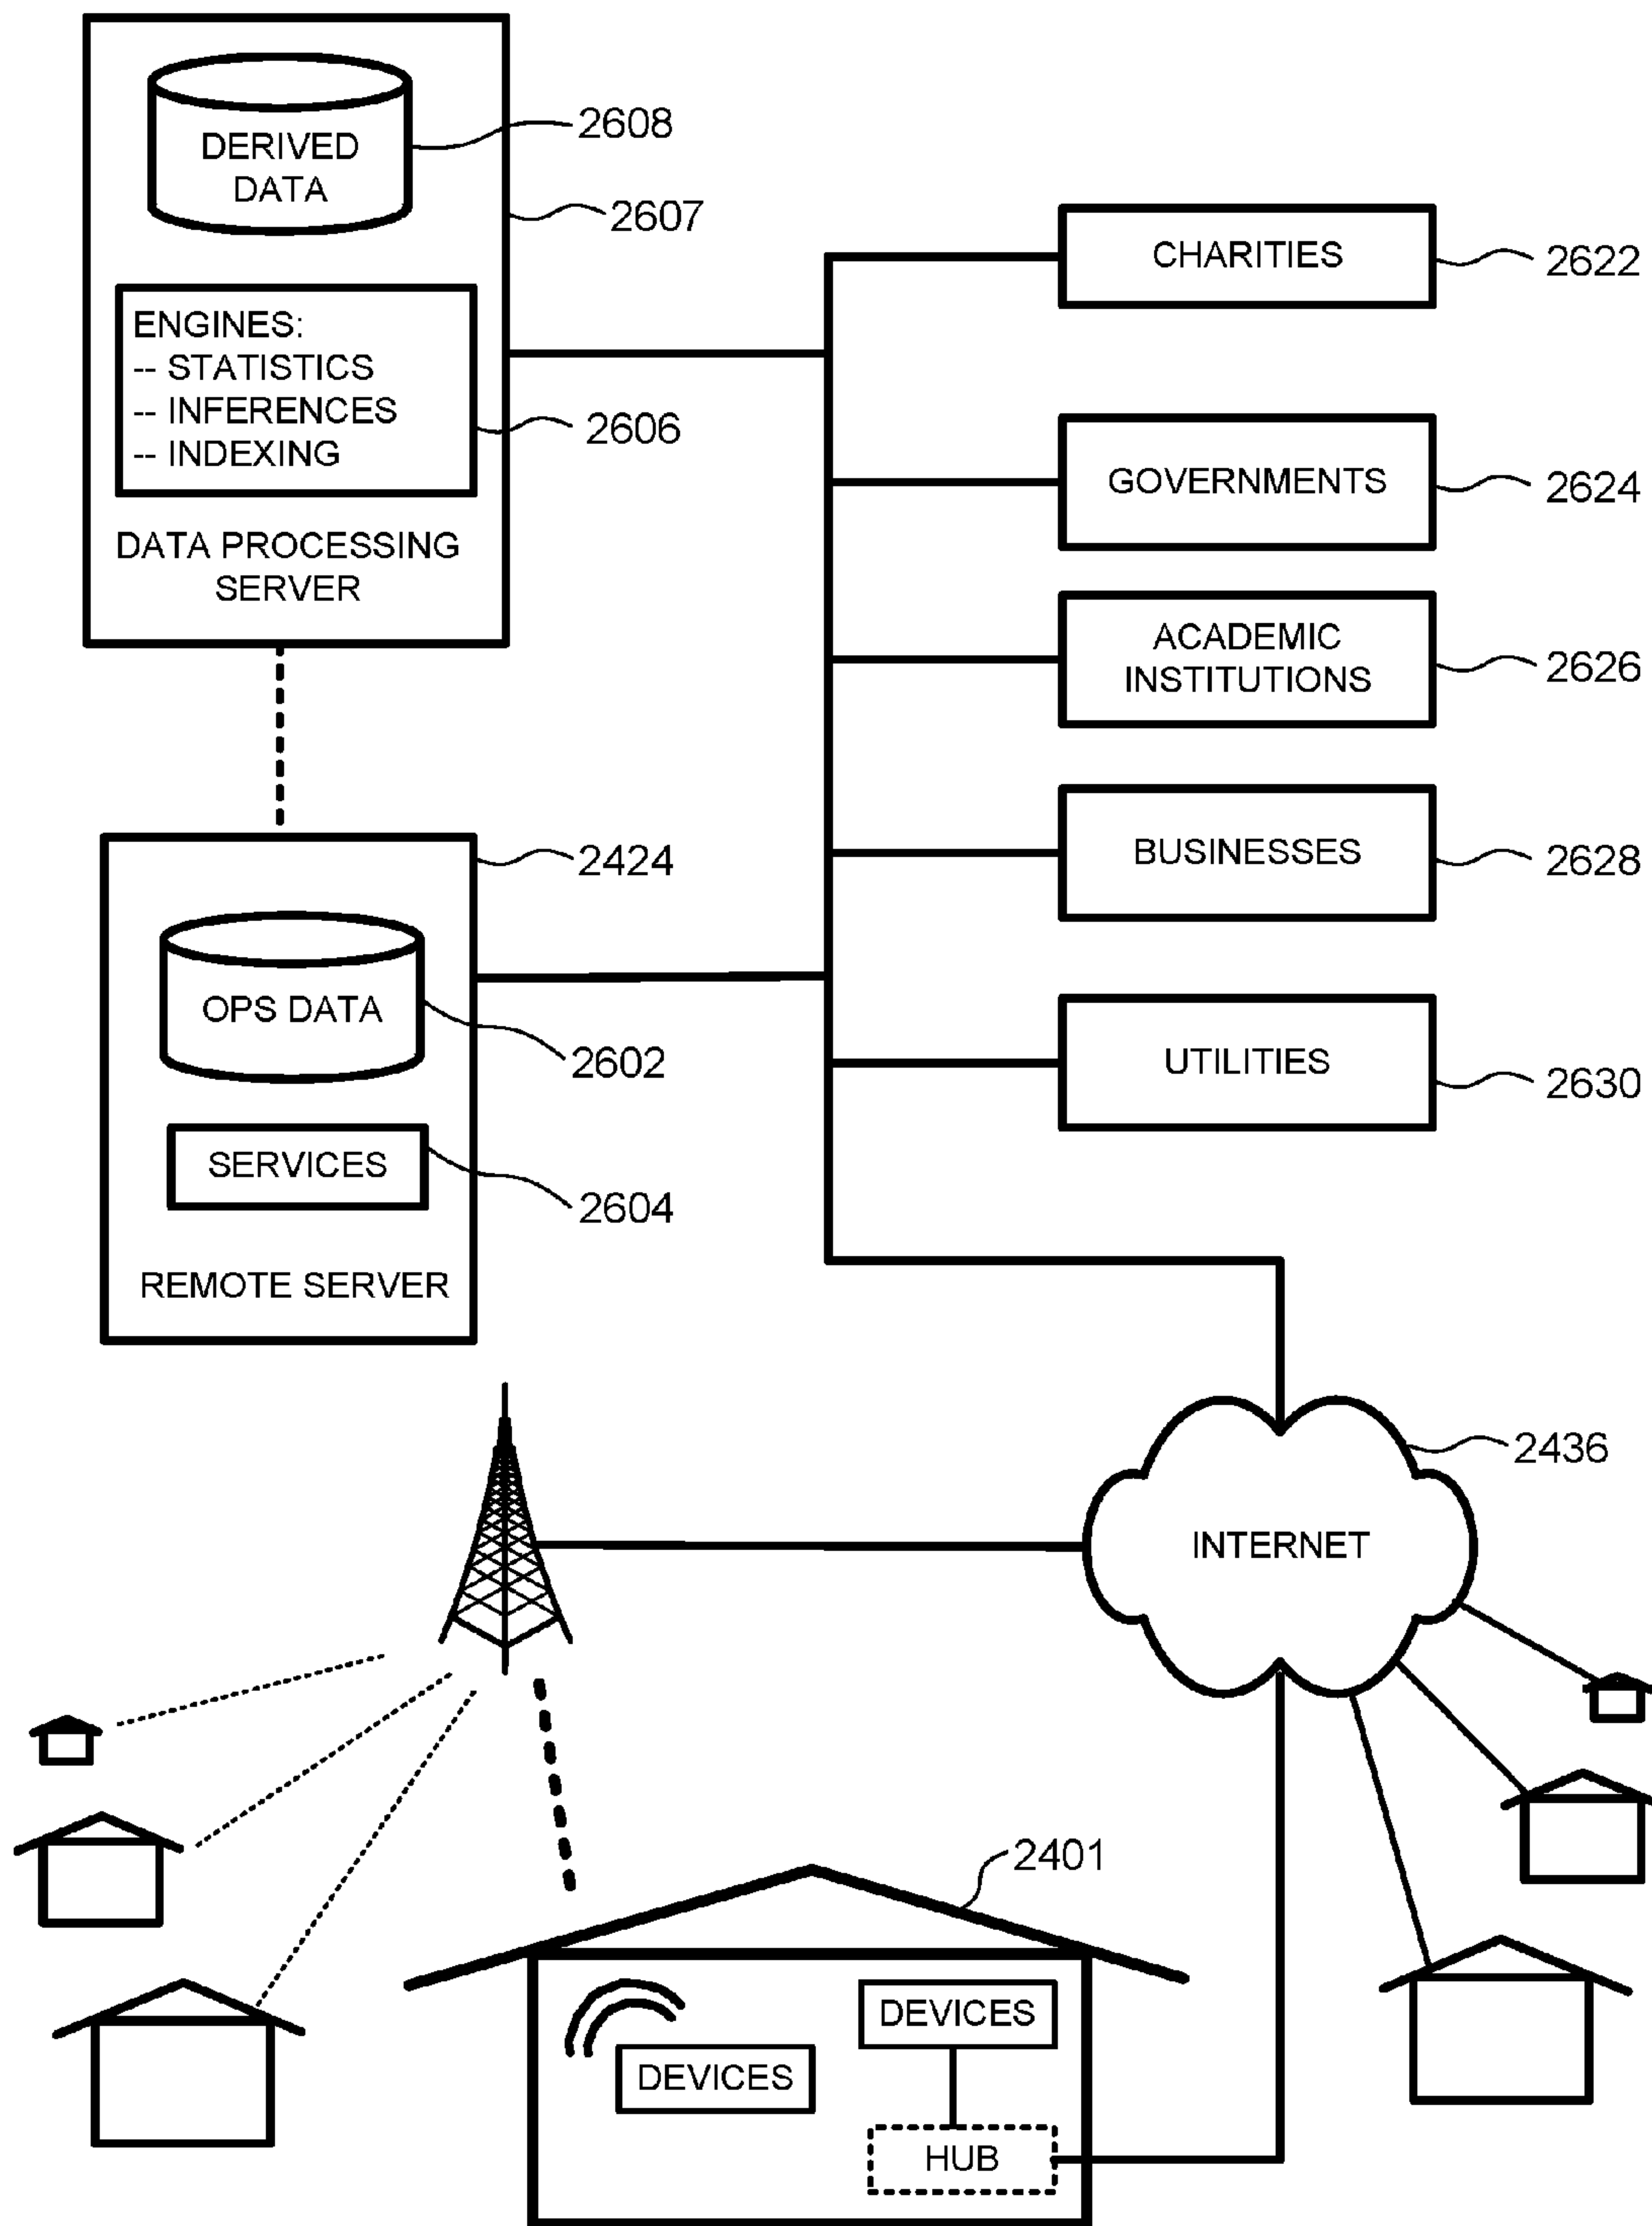 DERIVED
DATA
2608
2607
ENGINES:
-- STATISTICS
-- INFERENCES
-- INDEXING
2606
DATA PROCESSING
SERVER
CHARITIES
2622
GOVERNMENTS
2624
ACADEMIC
INSTITUTIONS
2626
BUSINESSES
2628
UTILITIES
2630
2424
OPS DATA
2602
SERVICES
2604
REMOTE SERVER
2436
INTERNET
2401
DEVICES
DEVICES
HUB